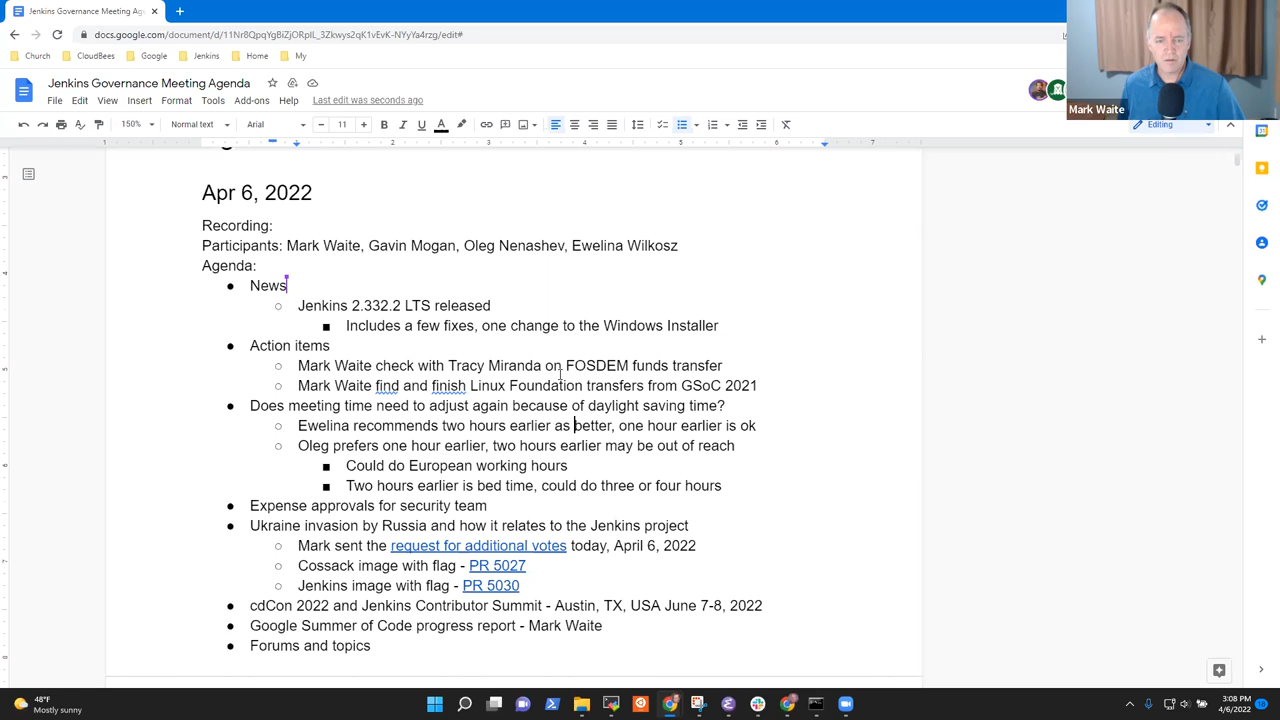 Jenkins Governance Meeting Ag
docs.google.com/document/d/11Nr8QpqYgBiZjORpIL_3Zkwys2qK1vEvK-NYyYa4rzg/edit#
Church
CloudBees
Google
Jenkins
Home
My
Jenkins Governance Meeting Agenda
File Edit View Insert Format Tools Add-ons Help Last edit was seconds ago
150% Normal text Arial 11 Editing
1 2 3 4 5 6 7
Mark Waite
Apr 6, 2022
Recording:
Participants: Mark Waite, Gavin Mogan, Oleg Nenashev, Ewelina Wilkosz
Agenda:
● News
○ Jenkins 2.332.2 LTS released
■ Includes a few fixes, one change to the Windows Installer
● Action items
○ Mark Waite check with Tracy Miranda on FOSDEM funds transfer
○ Mark Waite find and finish Linux Foundation transfers from GSoC 2021
● Does meeting time need to adjust again because of daylight saving time?
○ Ewelina recommends two hours earlier as better, one hour earlier is ok
○ Oleg prefers one hour earlier, two hours earlier may be out of reach
■ Could do European working hours
■ Two hours earlier is bed time, could do three or four hours
● Expense approvals for security team
● Ukraine invasion by Russia and how it relates to the Jenkins project
○ Mark sent the request for additional votes today, April 6, 2022
○ Cossack image with flag - PR 5027
○ Jenkins image with flag - PR 5030
● cdCon 2022 and Jenkins Contributor Summit - Austin, TX, USA June 7-8, 2022
● Google Summer of Code progress report - Mark Waite
● Forums and topics
48°F
Mostly sunny
3:08 PM
4/6/2022